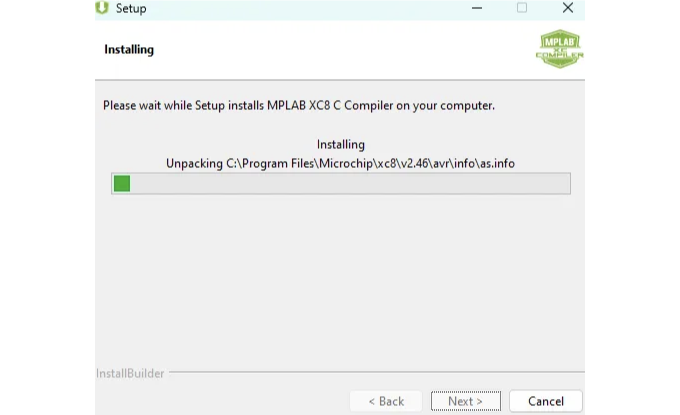 Setup
Installing
MPLAB
XC
COMPILER
Please wait while Setup installs MPLAB XC8 C Compiler on your computer.
Installing
Unpacking C:\Program Files\Microchip\xc8\v2.46\avr\info\as.info
InstallBuilder
< Back
Next >
Cancel